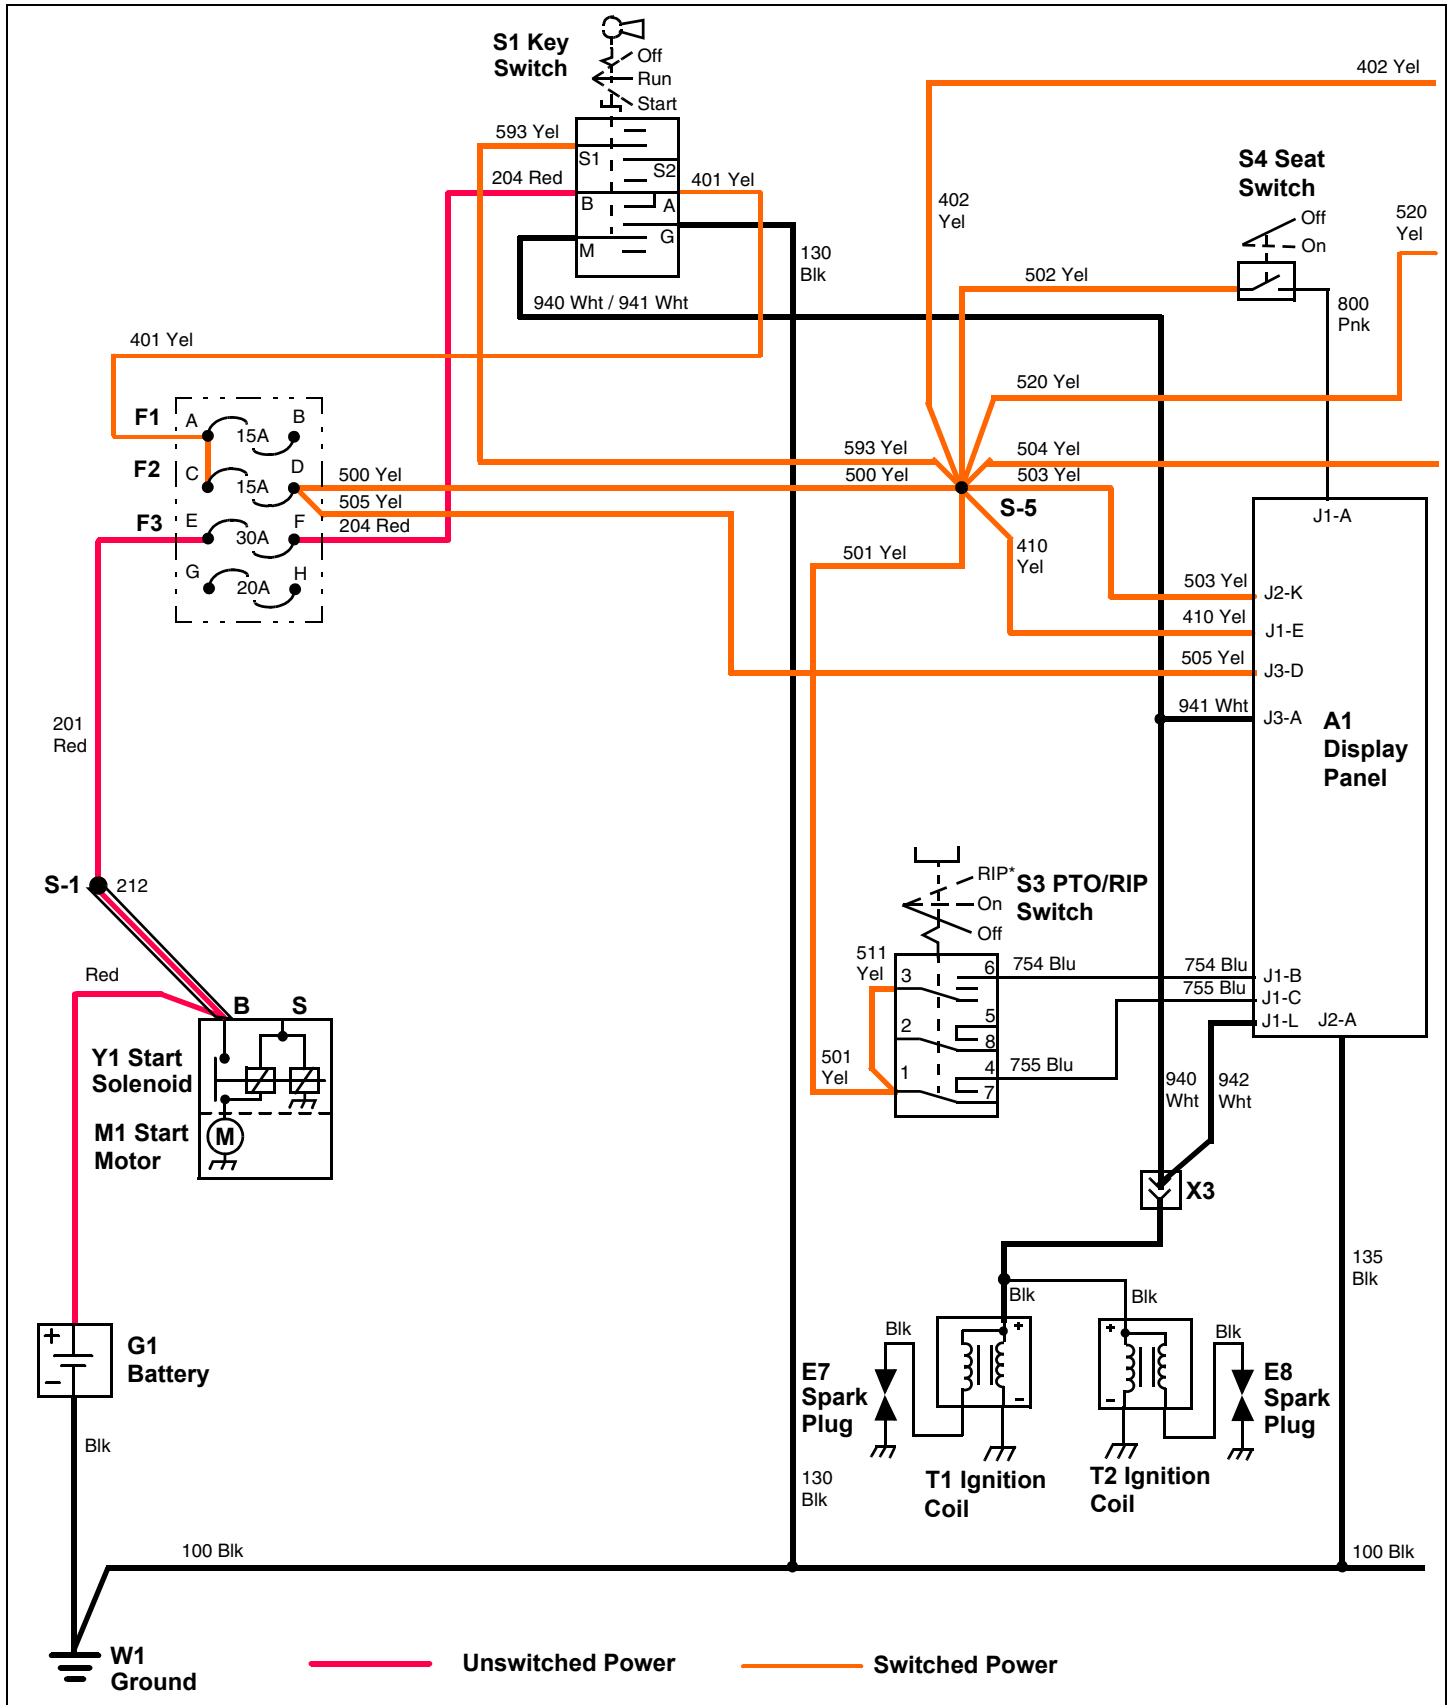 S1 Key
Switch
Off
Run
Start
402 Yel
593 Yel
S1
S2
204 Red
401 Yel
B
A
G
M
130
Blk
940 Wht / 941 Wht
402
Yel
S4 Seat
Switch
Off
On
520
Yel
502 Yel
800
Pnk
401 Yel
520 Yel
F1
A
15A
B
593 Yel
504 Yel
F2
C
15A
D
500 Yel
500 Yel
503 Yel
505 Yel
S-5
F3
E
30A
F
204 Red
G
20A
H
501 Yel
410
Yel
J1-A
503 Yel
J2-K
410 Yel
J1-E
505 Yel
J3-D
941 Wht
J3-A
A1
Display
Panel
201
Red
S-1
212
RIP*
On
Off
S3 PTO/RIP
Switch
511
Yel
3
6
754 Blu
754 Blu
J1-B
755 Blu
J1-C
J1-L
J2-A
2
5
8
501
Yel
1
4
7
755 Blu
Red
B
S
Y1 Start
Solenoid
M1 Start
Motor
M
940
Wht
942
Wht
X3
135
Blk
Blk
Blk
G1
Battery
+
−
Blk
Blk
+
−
+
−
Blk
E7
Spark
Plug
E8
Spark
Plug
T1 Ignition
Coil
T2 Ignition
Coil
130
Blk
100 Blk
100 Blk
W1
Ground
Unswitched Power
Switched Power